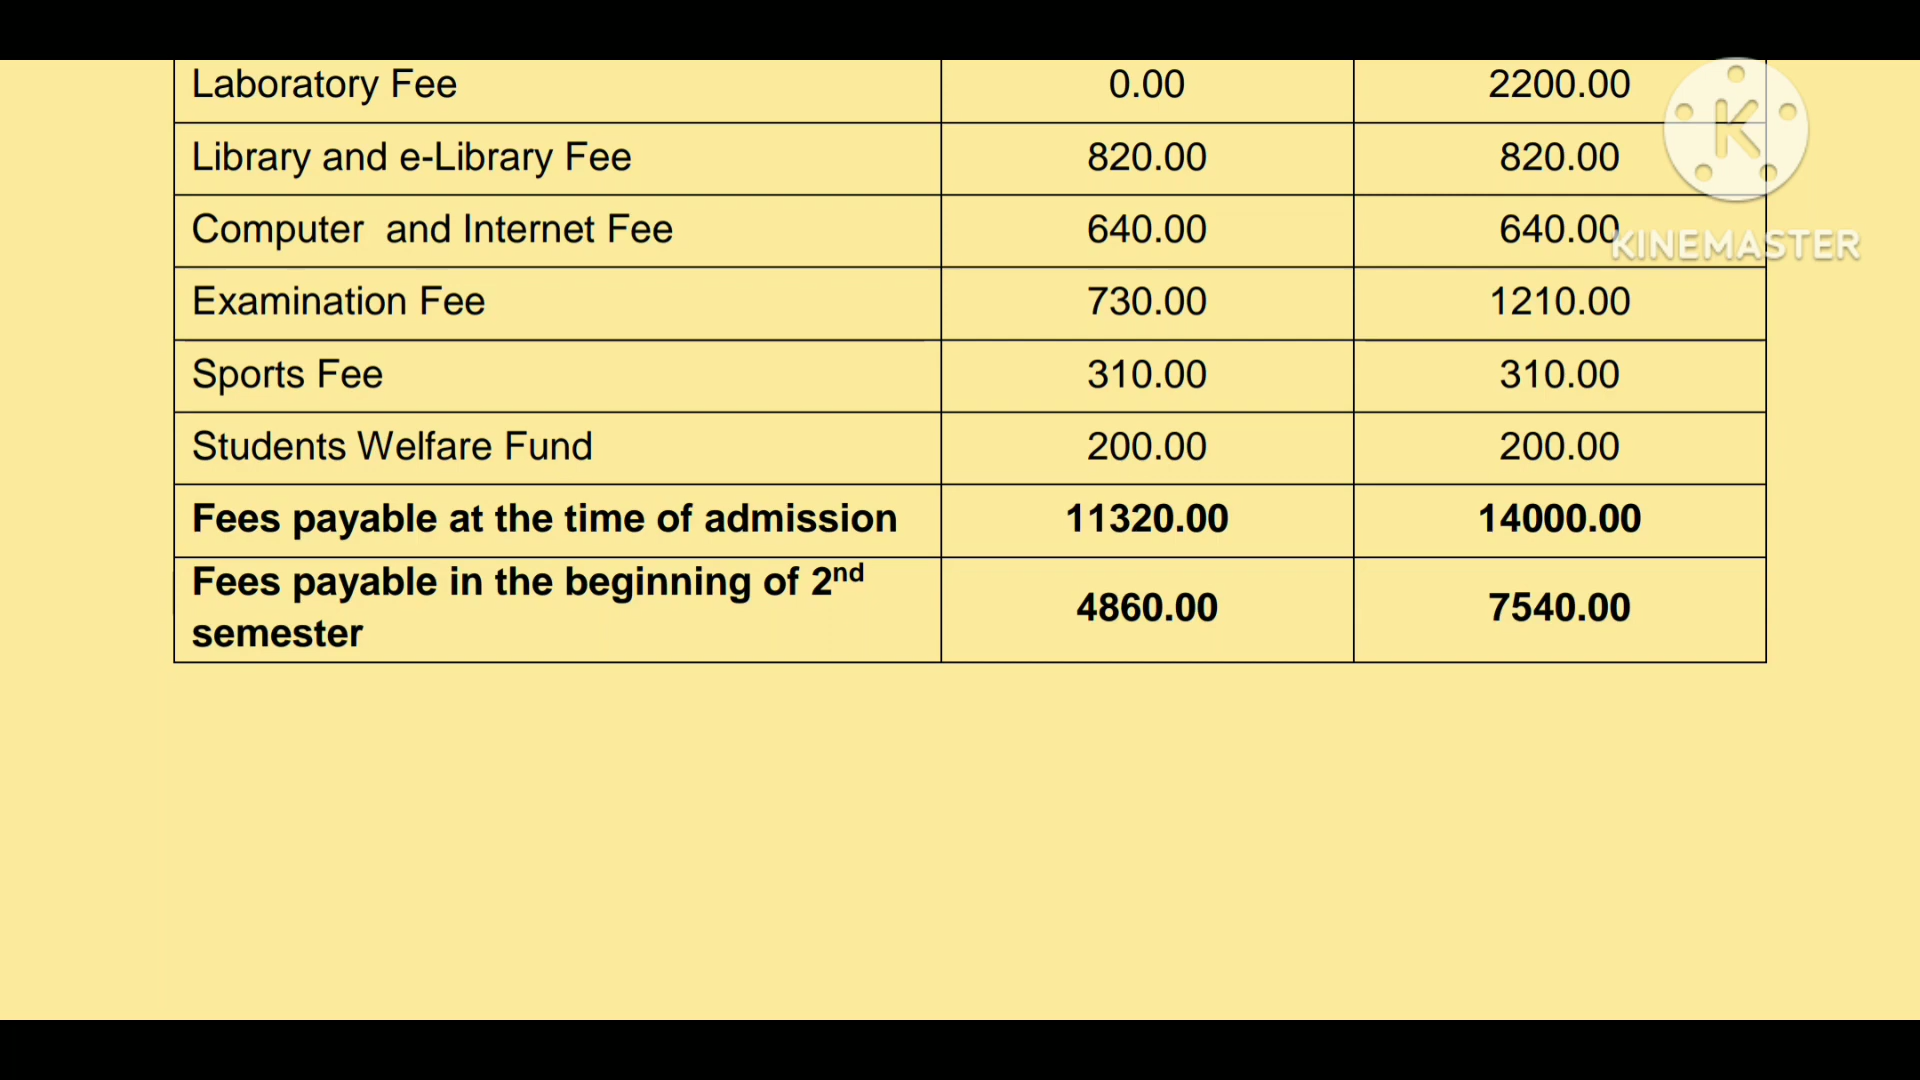 Laboratory Fee 0.00 2200.00
Library and e-Library Fee 820.00 820.00
Computer and Internet Fee 640.00 640.00
KINEMASTER
Examination Fee 730.00 1210.00
Sports Fee 310.00 310.00
Students Welfare Fund 200.00 200.00
Fees payable at the time of admission 11320.00 14000.00
Fees payable in the beginning of 2nd
semester 4860.00 7540.00